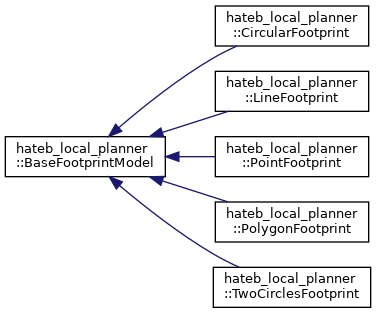 hateb_local_planner
::CircularFootprint
hateb_local_planner
::LineFootprint
hateb_local_planner
::BaseFootprintModel
hateb_local_planner
::PointFootprint
hateb_local_planner
::PolygonFootprint
hateb_local_planner
::TwoCirclesFootprint